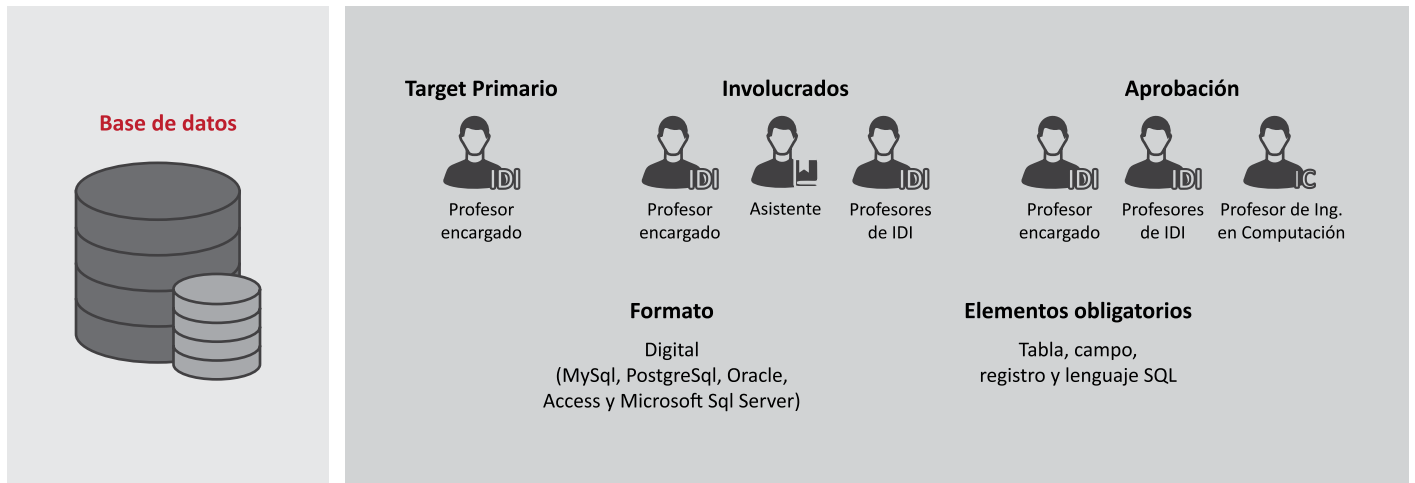 Base de datos
Target Primario
IDI
Profesor
encargado
Involucrados
IDI
Profesor
encargado
Asistente
IDI
Profesores
de IDI
Aprobación
IDI
Profesor
encargado
IDI
Profesores
de IDI
IC
Profesor de Ing.
en Computación
Formato
Digital
(MySql, PostgreSql, Oracle,
Access y Microsoft Sql Server)
Elementos obligatorios
Tabla, campo,
registro y lenguaje SQL